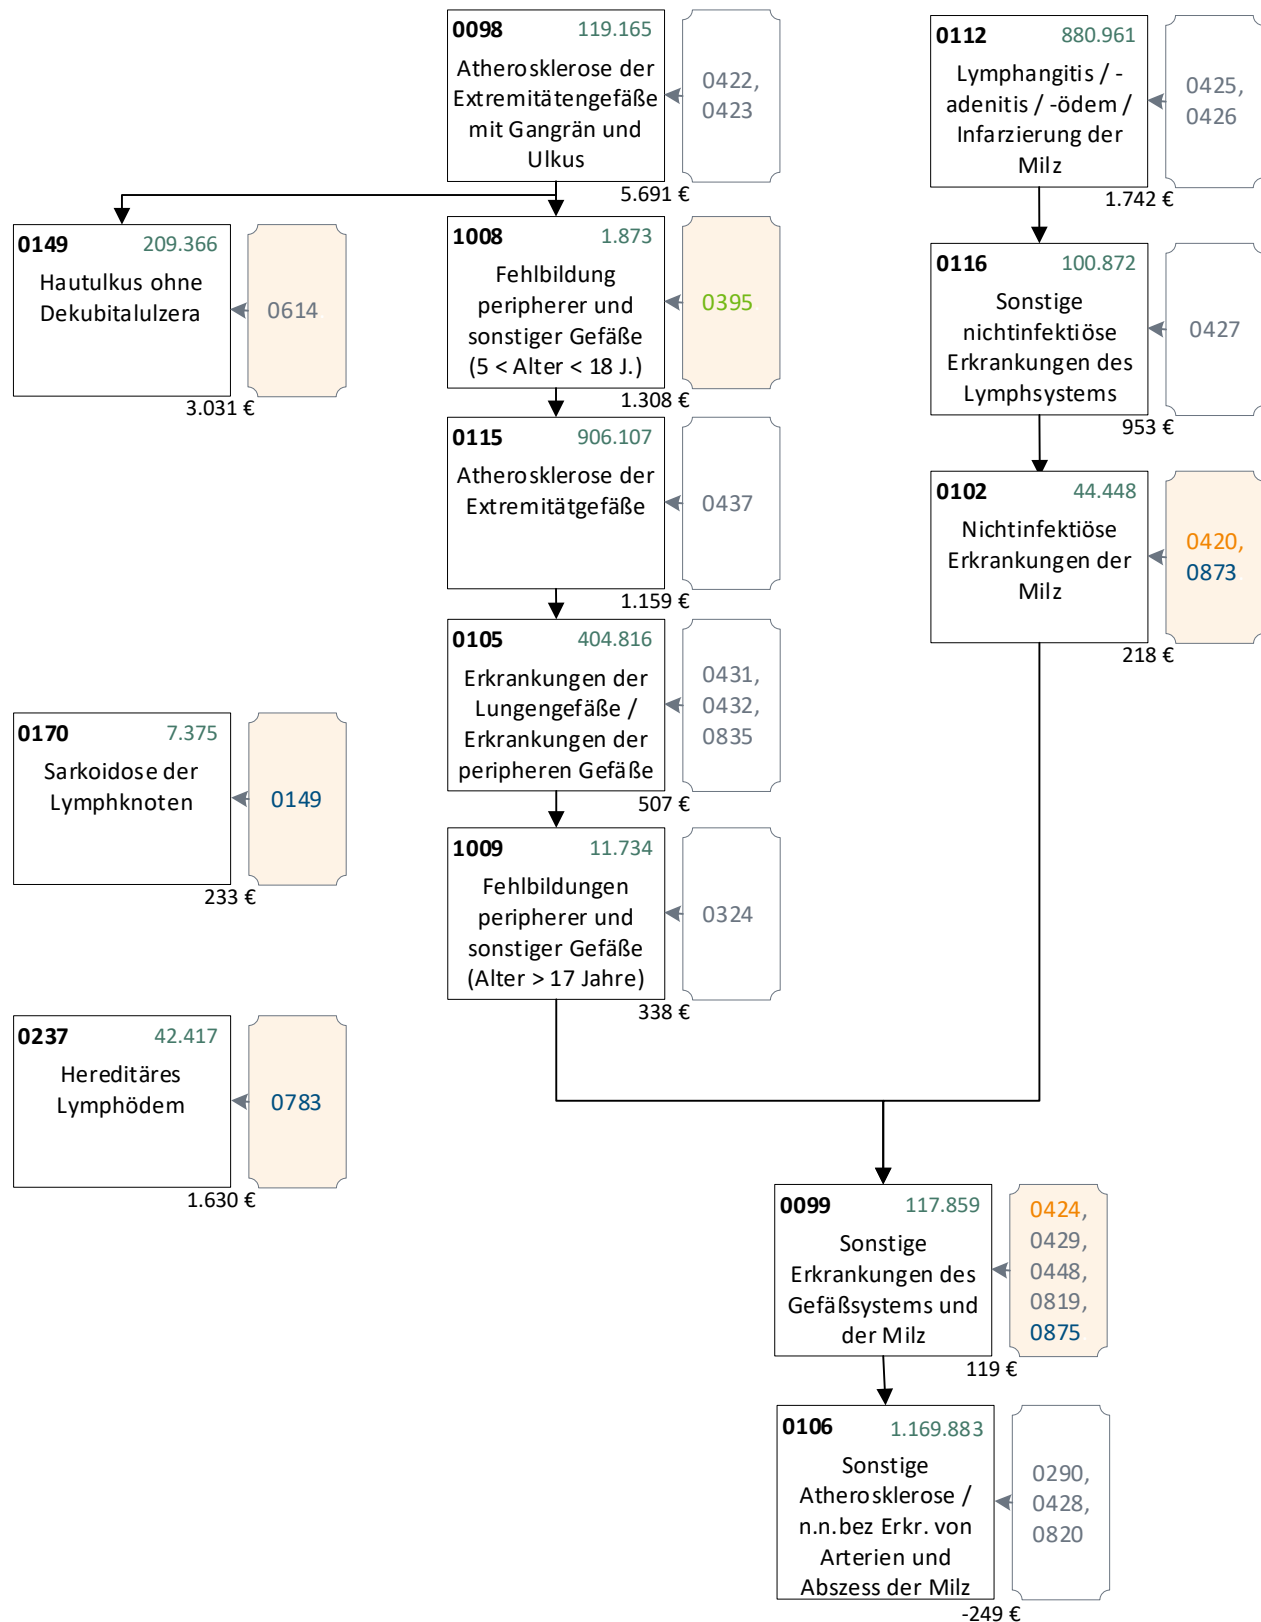 0098 119.165
Atherosklerose der
Extremitätengefäße
mit Gangrän und
Ulkus
5.691 €
0422,
0423
0112 880.961
Lymphangitis / -
adenitis / -ödem /
Infarzierung der
Milz
1.742 €
0425,
0426
0149 209.366
Hautulkus ohne
Dekubitalulzera
3.031 €
0614
1008 1.873
Fehlbildung
peripherer und
sonstiger Gefäße
(5 < Alter < 18 J.)
1.308 €
0395
0116 100.872
Sonstige
nichtinfektiöse
Erkrankungen des
Lymphsystems
953 €
0427
0115 906.107
Atherosklerose der
Extremitätgefäße
1.159 €
0437
0102 44.448
Nichtinfektiöse
Erkrankungen der
Milz
218 €
0420,
0873
0105 404.816
Erkrankungen der
Lungengefäße /
Erkrankungen der
peripheren Gefäße
507 €
0431,
0432,
0835
0170 7.375
Sarkoidose der
Lymphknoten
233 €
0149
1009 11.734
Fehlbildungen
peripherer und
sonstiger Gefäße
(Alter > 17 Jahre)
338 €
0324
0237 42.417
Hereditäres
Lymphödem
1.630 €
0783
0099 117.859
Sonstige
Erkrankungen des
Gefäßsystems und
der Milz
119 €
0424,
0429,
0448,
0819,
0875
0106 1.169.883
Sonstige
Atherosklerose /
n.n.bez Erkr. von
Arterien und
Abszess der Milz
-249 €
0290,
0428,
0820